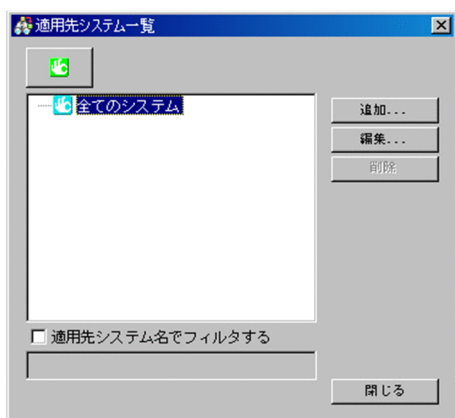 適用先システム一覧
全てのシステム
追加...
編集...
削除
適用先システム名でフィルタする
閉じる